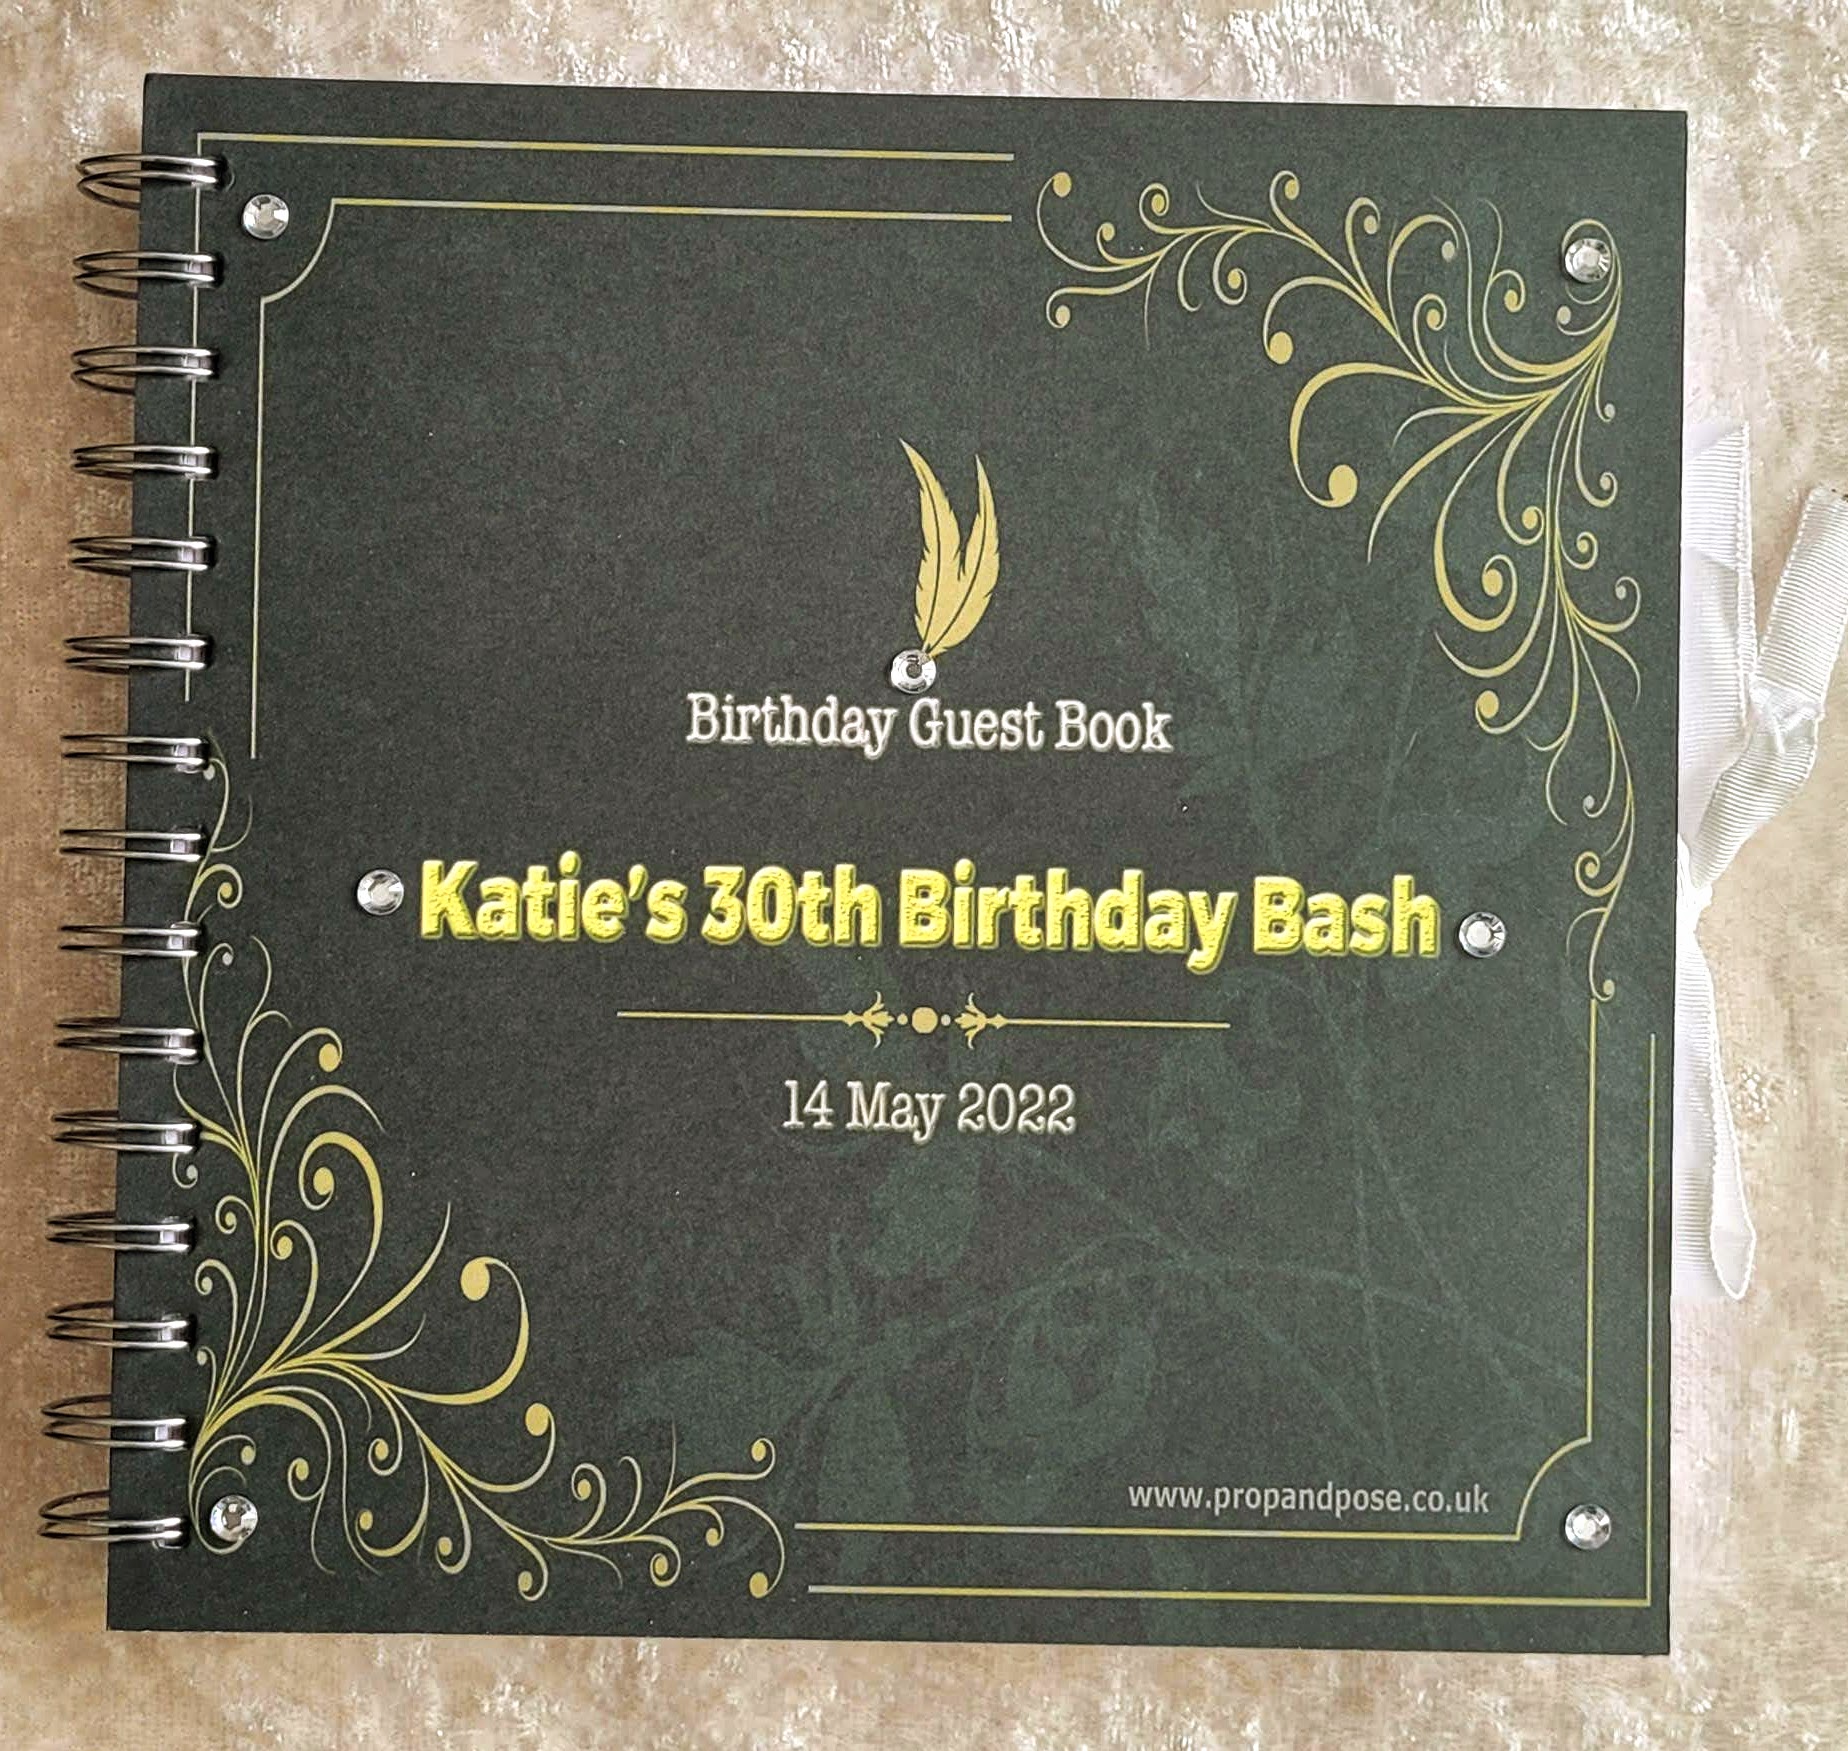 Birthday Guest Book
Katie's 30th Birthday Bash
14 May 2022
www.propandpose.co.uk